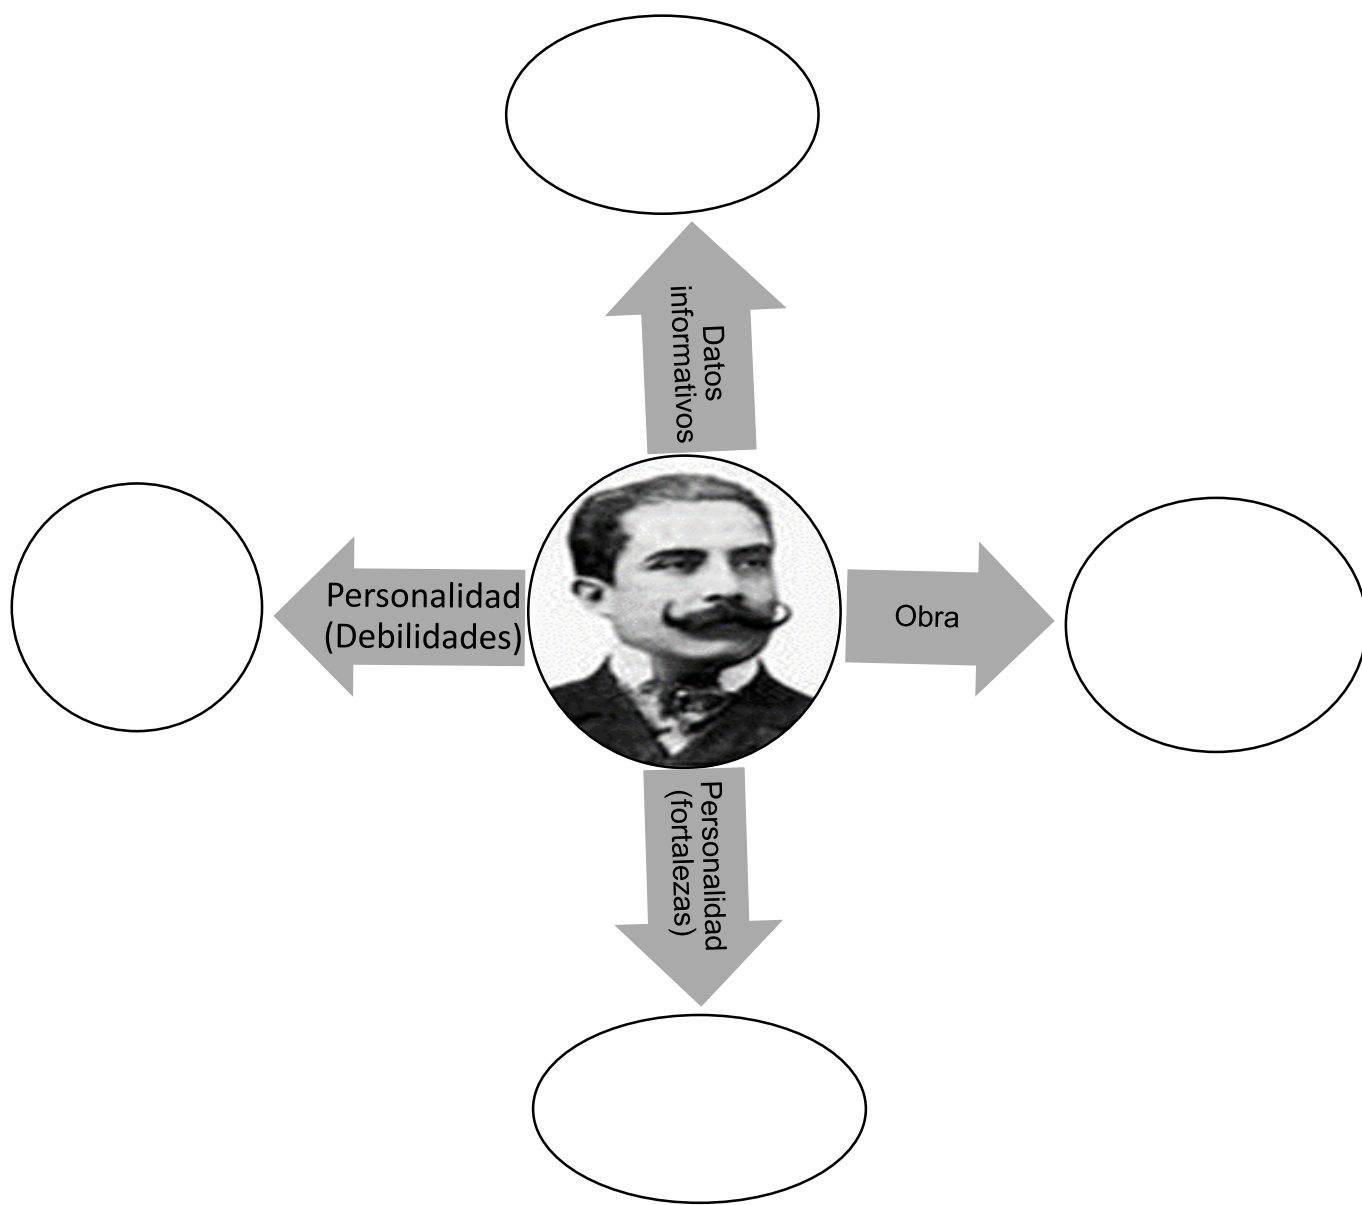 Datos
informativos
Personalidad
(Debilidades)
Obra
Personalidad
(fortalezas)